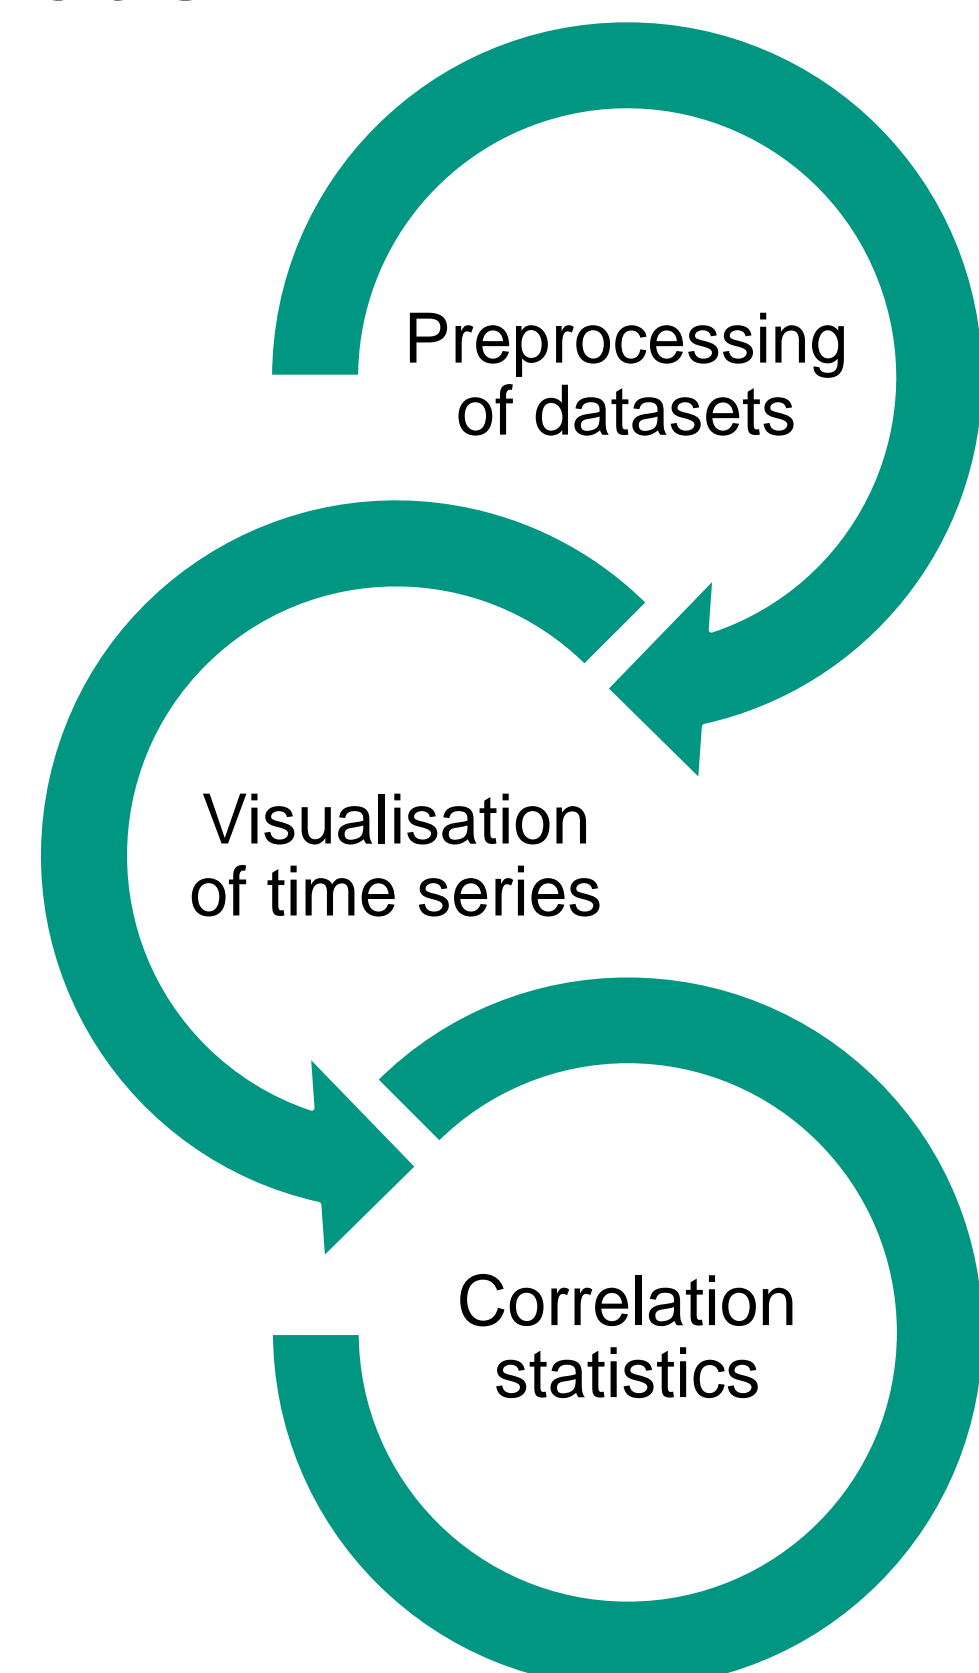 Preprocessing
of datasets
Visualisation
of time series
Correlation
statistics